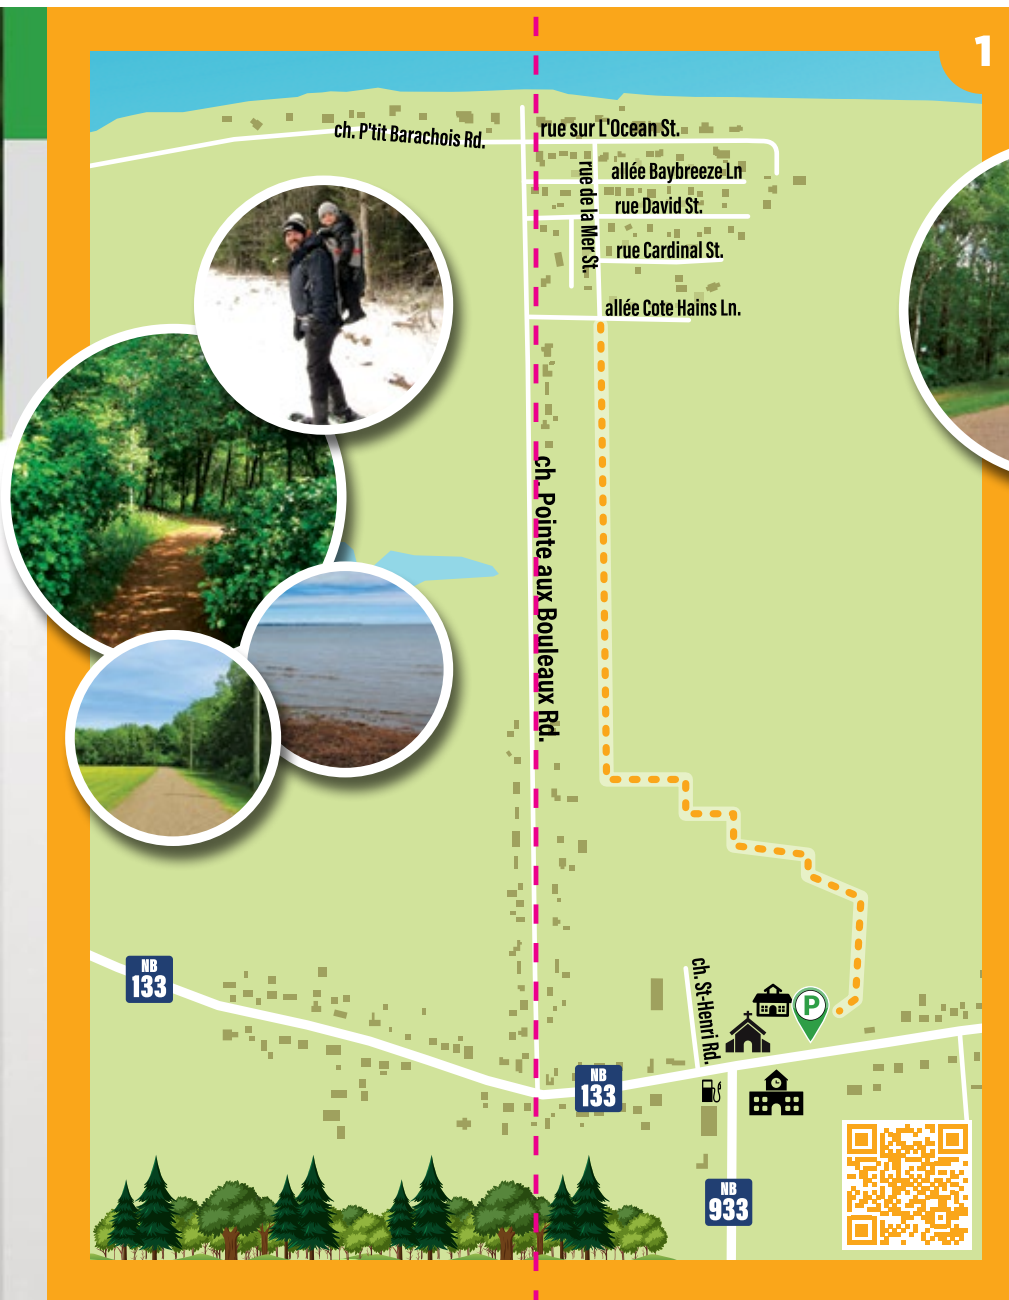 1
ch. P'tit Barachois Rd.
rue sur L'Ocean St.
allée Baybreeze Ln
rue de la Mer St.
rue David St.
rue Cardinal St.
allée Cote Hains Ln.
ch. Pointe aux Bouleaux Rd.
NB
133
ch. St-Henri Rd.
P
NB
133
NB
933